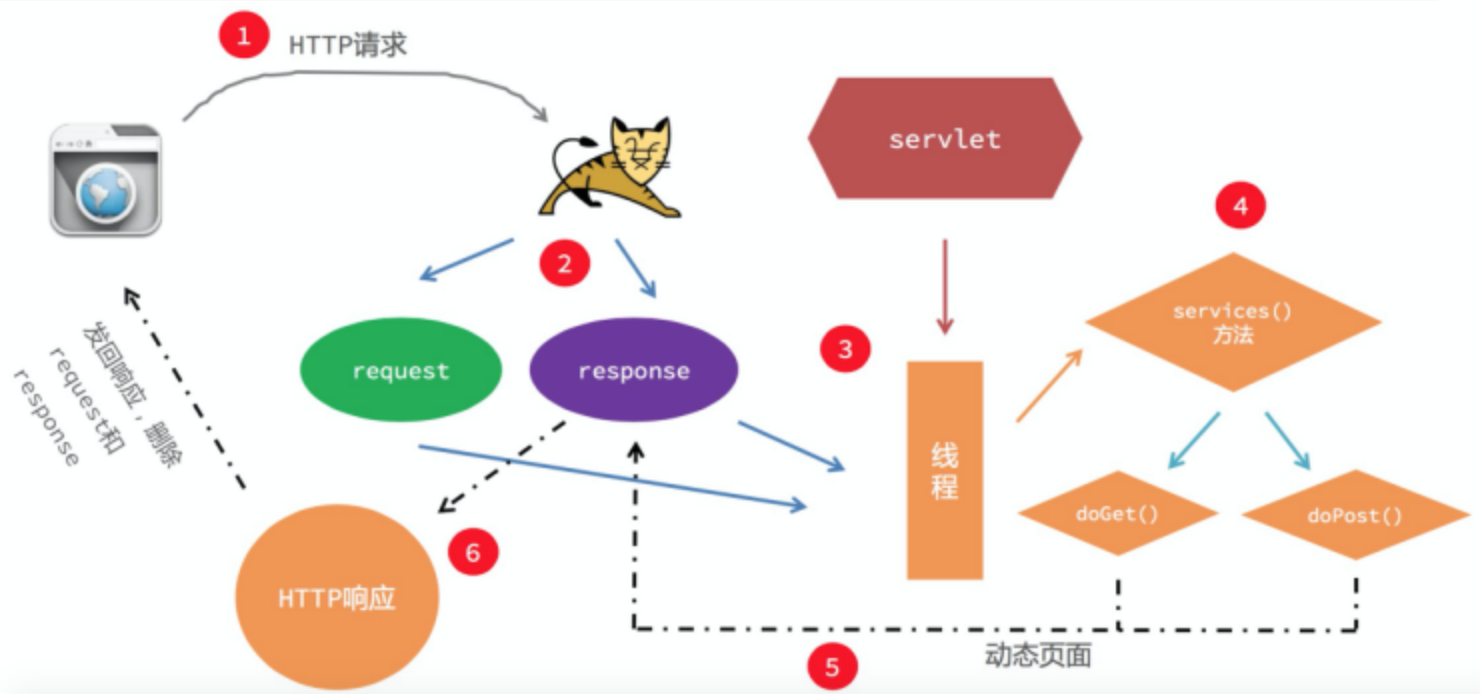 1
HTTP请求
servlet
4
2
services()
方法
3
request
response
发回响应，删除
request和
response
线
程
doGet()
doPost()
6
HTTP响应
动态页面
5